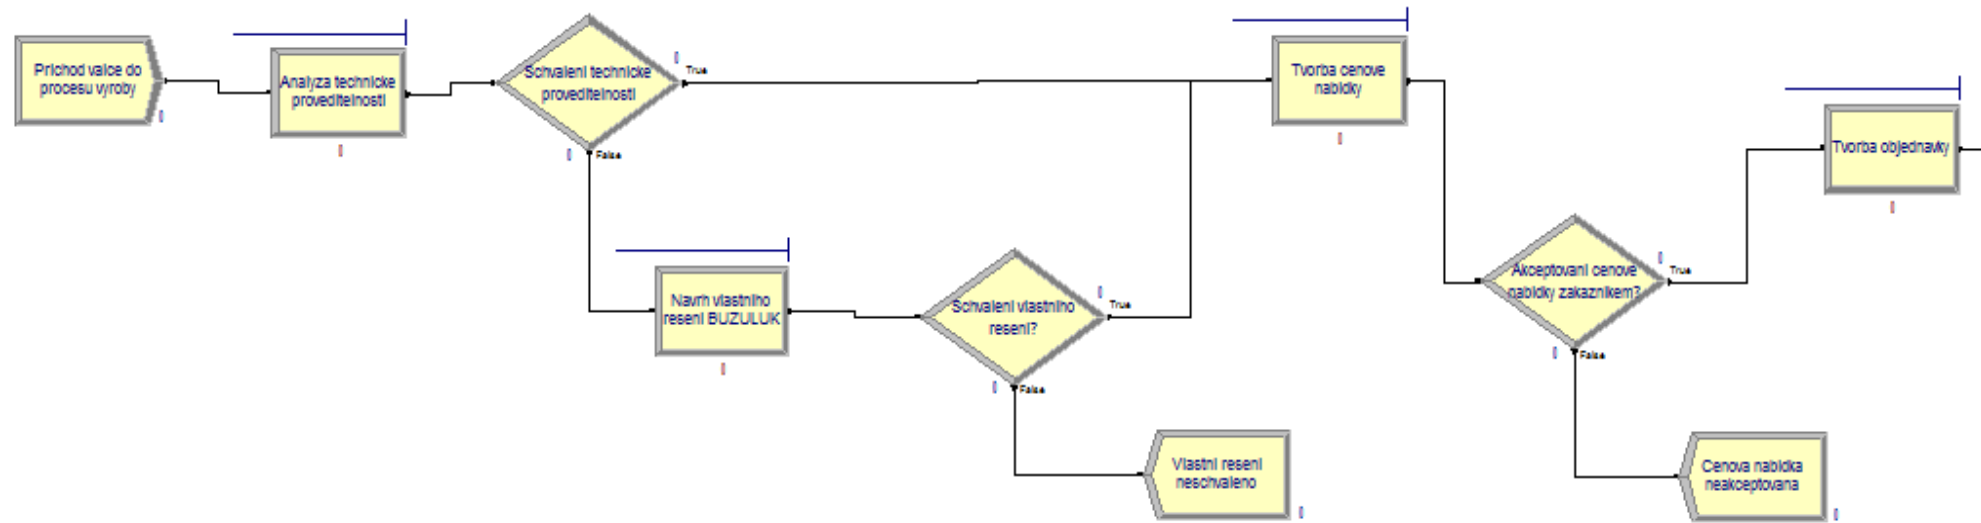 Prichod valce do
procesu vyroby
Analyza technicke
proveditelnosti
Schvaleni technicke
proveditelnosti
True
False
Navrh vlastniho
reseni BUZULUK
Schvaleni vlastniho
reseni?
True
False
Vlastni reseni
neschvaleno
Tvorba cenove
nabidky
Akceptovani cenove
nabidky zakaznikem?
True
False
Cenova nabidka
neakceptovana
Tvorba objednavky